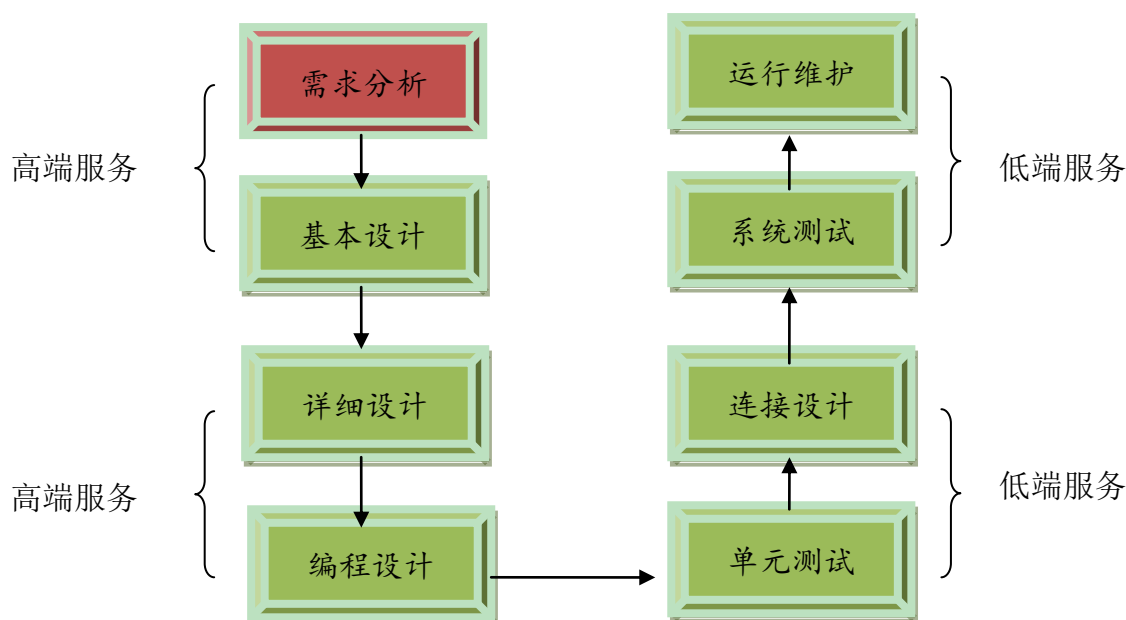 需求分析
运行维护
高端服务
低端服务
基本设计
系统测试
详细设计
连接设计
高端服务
低端服务
编程设计
单元测试